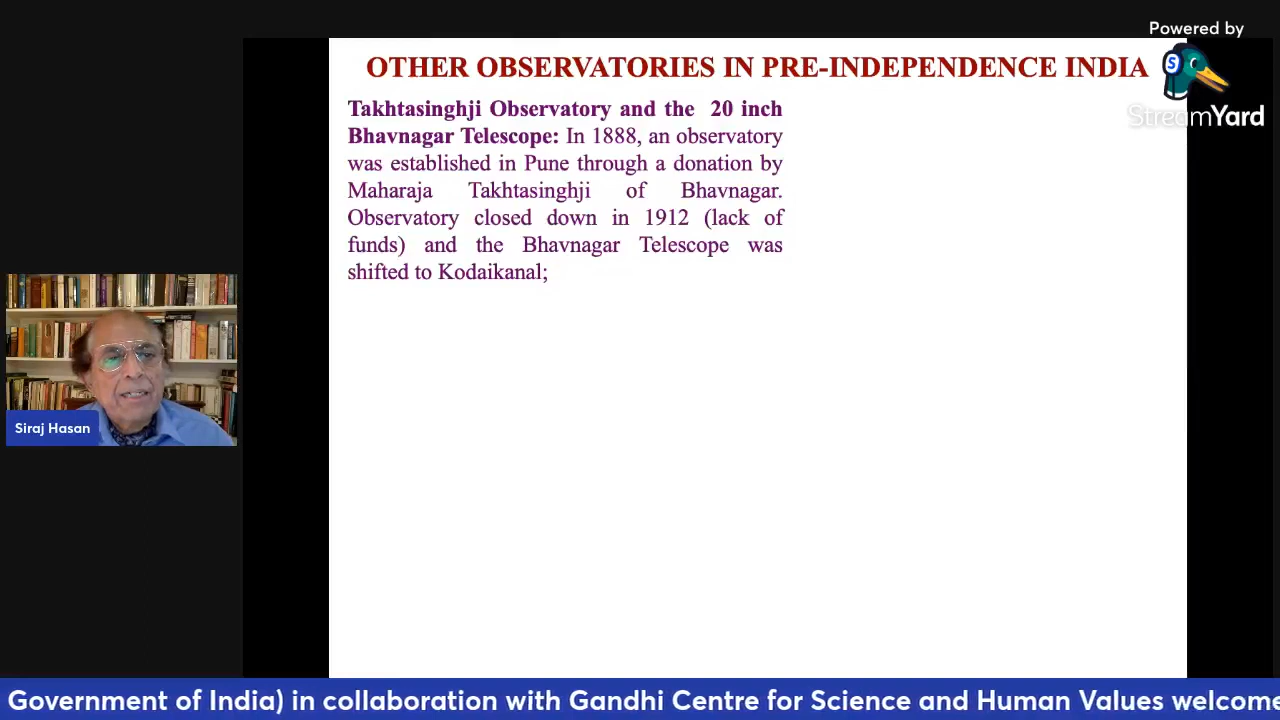 Powered by
StreamYard
OTHER OBSERVATORIES IN PRE-INDEPENDENCE INDIA
Takhtasinghji Observatory and the 20 inch
Bhavnagar Telescope: In 1888, an observatory
was established in Pune through a donation by
Maharaja Takhtasinghji of Bhavnagar.
Observatory closed down in 1912 (lack of
funds) and the Bhavnagar Telescope was
shifted to Kodaikanal;
Siraj Hasan
Government of India) in collaboration with Gandhi Centre for Science and Human Values welcome